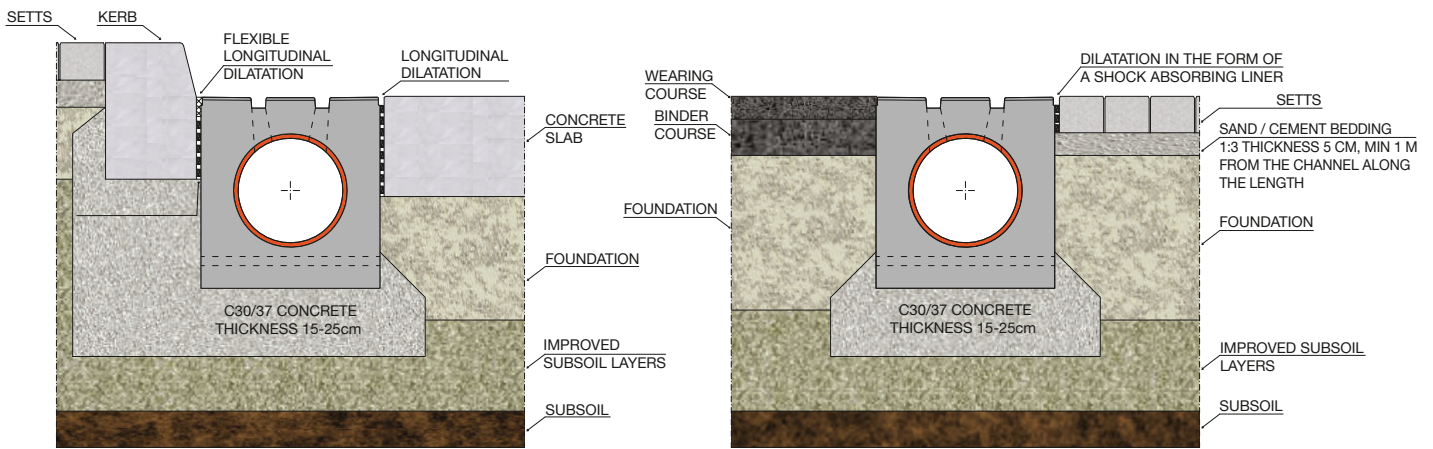 SETTS
KERB
FLEXIBLE
LONGITUDINAL
DILATATION
LONGITUDINAL
DILATATION
CONCRETE
SLAB
FOUNDATION
C30/37 CONCRETE
THICKNESS 15-25cm
IMPROVED
SUBSOIL LAYERS
SUBSOIL
WEARING
COURSE
BINDER
COURSE
FOUNDATION
DILATATION IN THE FORM OF
A SHOCK ABSORBING LINER
SETTS
SAND / CEMENT BEDDING
1:3 THICKNESS 5 CM, MIN 1 M
FROM THE CHANNEL ALONG
THE LENGTH
FOUNDATION
C30/37 CONCRETE
THICKNESS 15-25cm
IMPROVED SUBSOIL
LAYERS
SUBSOIL